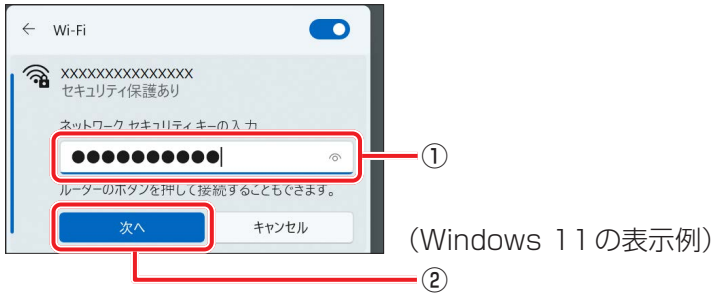 ← Wi-Fi
XXXXXXXXXXXXXXX
セキュリティ保護あり
ネットワーク セキュリティ キーの入力
●●●●●●●●●●
①
ルーターのボタンを押して接続することもできます。
次へ
キャンセル
（Windows 11の表示例）
②